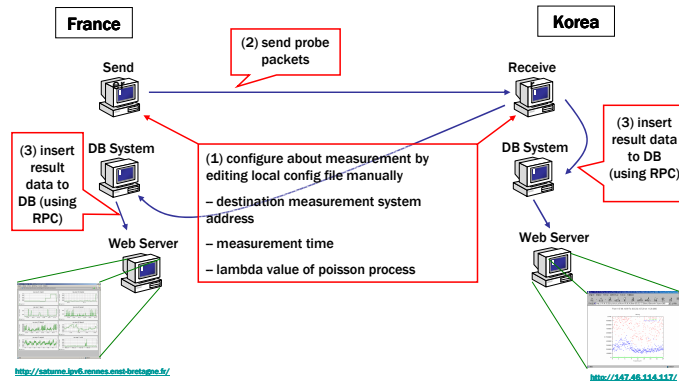 France
Korea
(2) send probe
packets
Send
er
Receive
r
(3) insert
result
data to
DB (using
RPC)
DB System
(1) configure about measurement by
editing local config file manually
– destination measurement system
address
– measurement time
– lambda value of poisson process
DB System
(3) insert
result data
to DB
(using RPC)
Web Server
Web Server
http://saturne.ipv6.rennes.enst-bretagne.fr/
http://147.46.114.117/